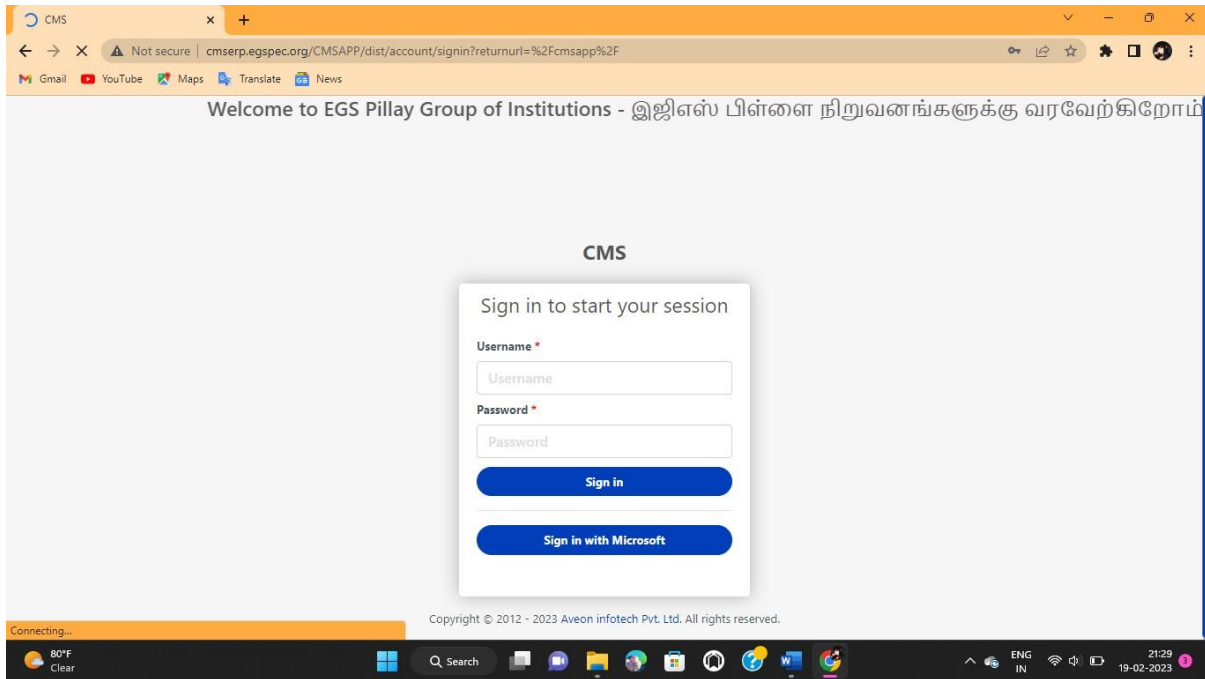 CMS
Not secure | cmserp.egspec.org/CMSAPP/dist/account/signin?returnurl=%2Fcmsapp%2F
Gmail YouTube Maps Translate News
Welcome to EGS Pillay Group of Institutions - இஜிஎஸ் பிள்ளை நிறுவனங்களுக்கு வரவேற்கிறோம்
CMS
Sign in to start your session
Username *
Username
Password *
Password
Sign in
Sign in with Microsoft
Copyright © 2012 - 2023 Aveon infotech Pvt. Ltd. All rights reserved.
Connecting...
80°F
Clear
Search
ENG
IN
21:29
19-02-2023
3